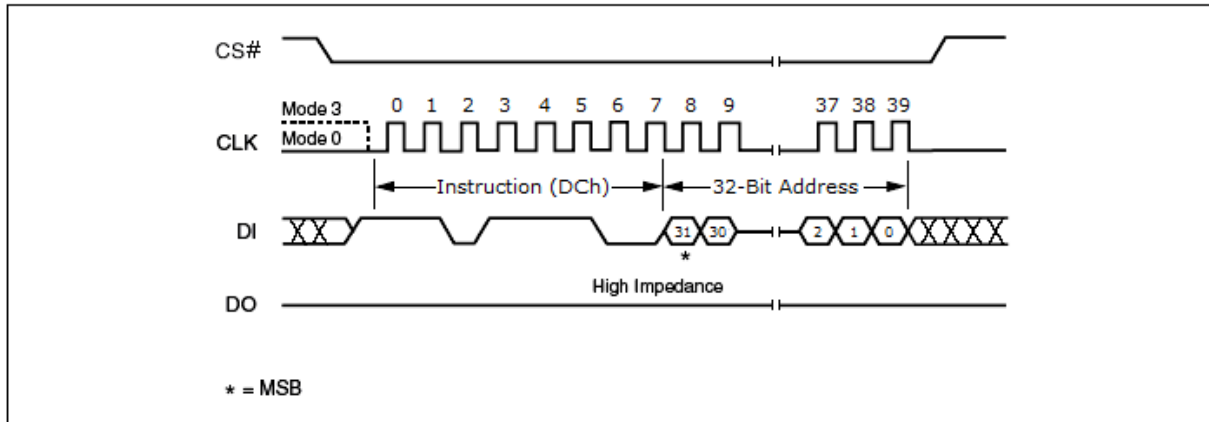 CS#
Mode 3
0 1 2 3 4 5 6 7 8 9 37 38 39
CLK Mode 0
Instruction (DCh) 32-Bit Address
DI 31 30 2 1 0
*
High Impedance
DO
* = MSB